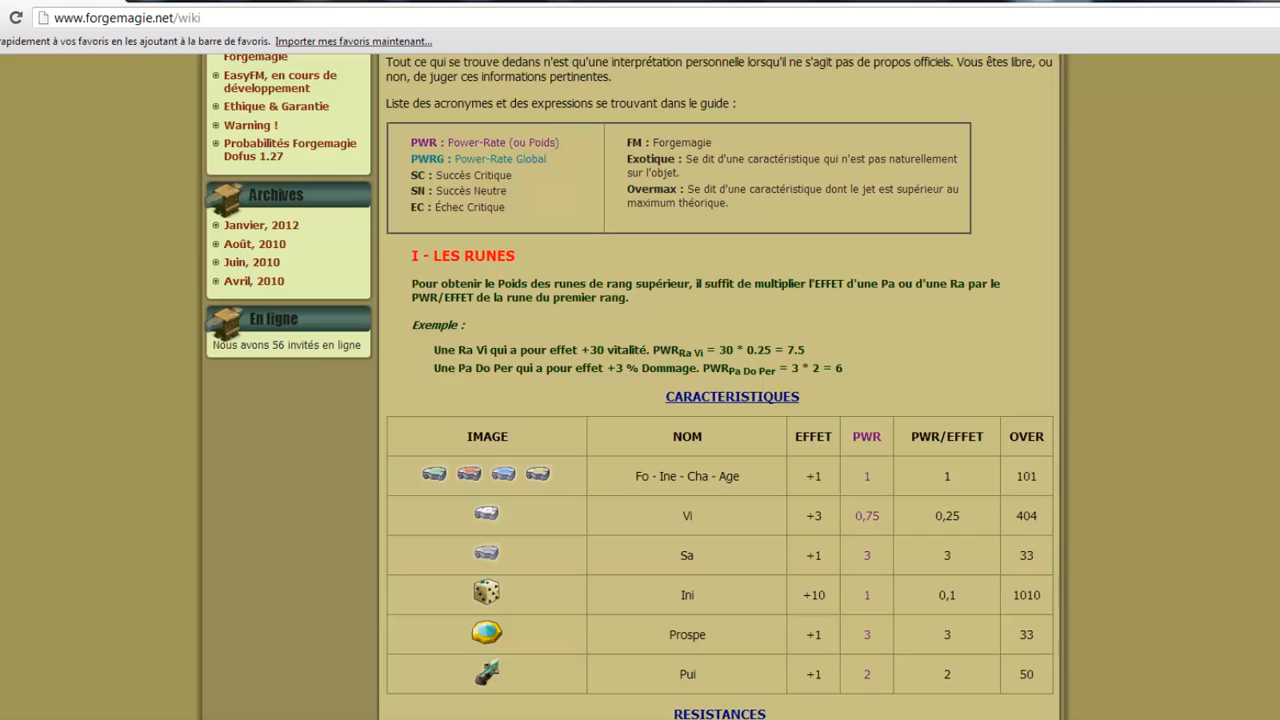 www.forgemagie.net/wiki
rapidement à vos favoris en les ajoutant à la barre de favoris. Importer mes favoris maintenant...
Forgemagie
EasyFM, en cours de
développement
Ethique & Garantie
Warning !
Probabilités Forgemagie
Dofus 1.27
Archives
Janvier, 2012
Août, 2010
Juin, 2010
Avril, 2010
En ligne
Nous avons 56 invités en ligne
Tout ce qui se trouve dedans n'est qu'une interprétation personnelle lorsqu'il ne s'agit pas de propos officiels. Vous êtes libre, ou
non, de juger ces informations pertinentes.
Liste des acronymes et des expressions se trouvant dans le guide :
PWR : Power-Rate (ou Poids)
PWRG : Power-Rate Global
SC : Succès Critique
SN : Succès Neutre
EC : Échec Critique
FM : Forgemagie
Exotique : Se dit d'une caractéristique qui n'est pas naturellement
sur l'objet.
Overmax : Se dit d'une caractéristique dont le jet est supérieur au
maximum théorique.
I - LES RUNES
Pour obtenir le Poids des runes de rang supérieur, il suffit de multiplier l'EFFET d'une Pa ou d'une Ra par le
PWR/EFFET de la rune du premier rang.
Exemple :
Une Ra Vi qui a pour effet +30 vitalité. PWRRa Vi = 30 * 0.25 = 7.5
Une Pa Do Per qui a pour effet +3 % Dommage. PWRPa Do Per = 3 * 2 = 6
CARACTERISTIQUES
IMAGE NOM EFFET PWR PWR/EFFET OVER
Fo - Ine - Cha - Age +1 1 1 101
Vi +3 0,75 0,25 404
Sa +1 3 3 33
Ini +10 1 0,1 1010
Prospe +1 3 3 33
Pui +1 2 2 50
RESISTANCES